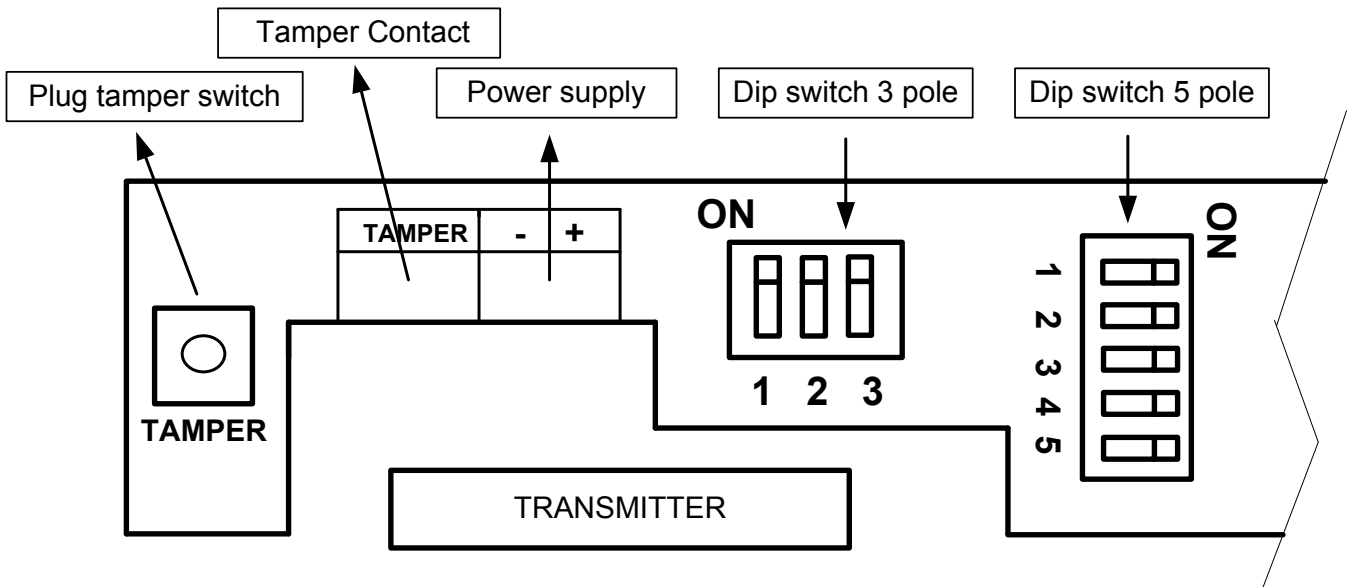 Tamper Contact
Plug tamper switch
Power supply
Dip switch 3 pole
Dip switch 5 pole
TAMPER
- +
ON
ON
1
2
3
4
5
1 2 3
TAMPER
TRANSMITTER